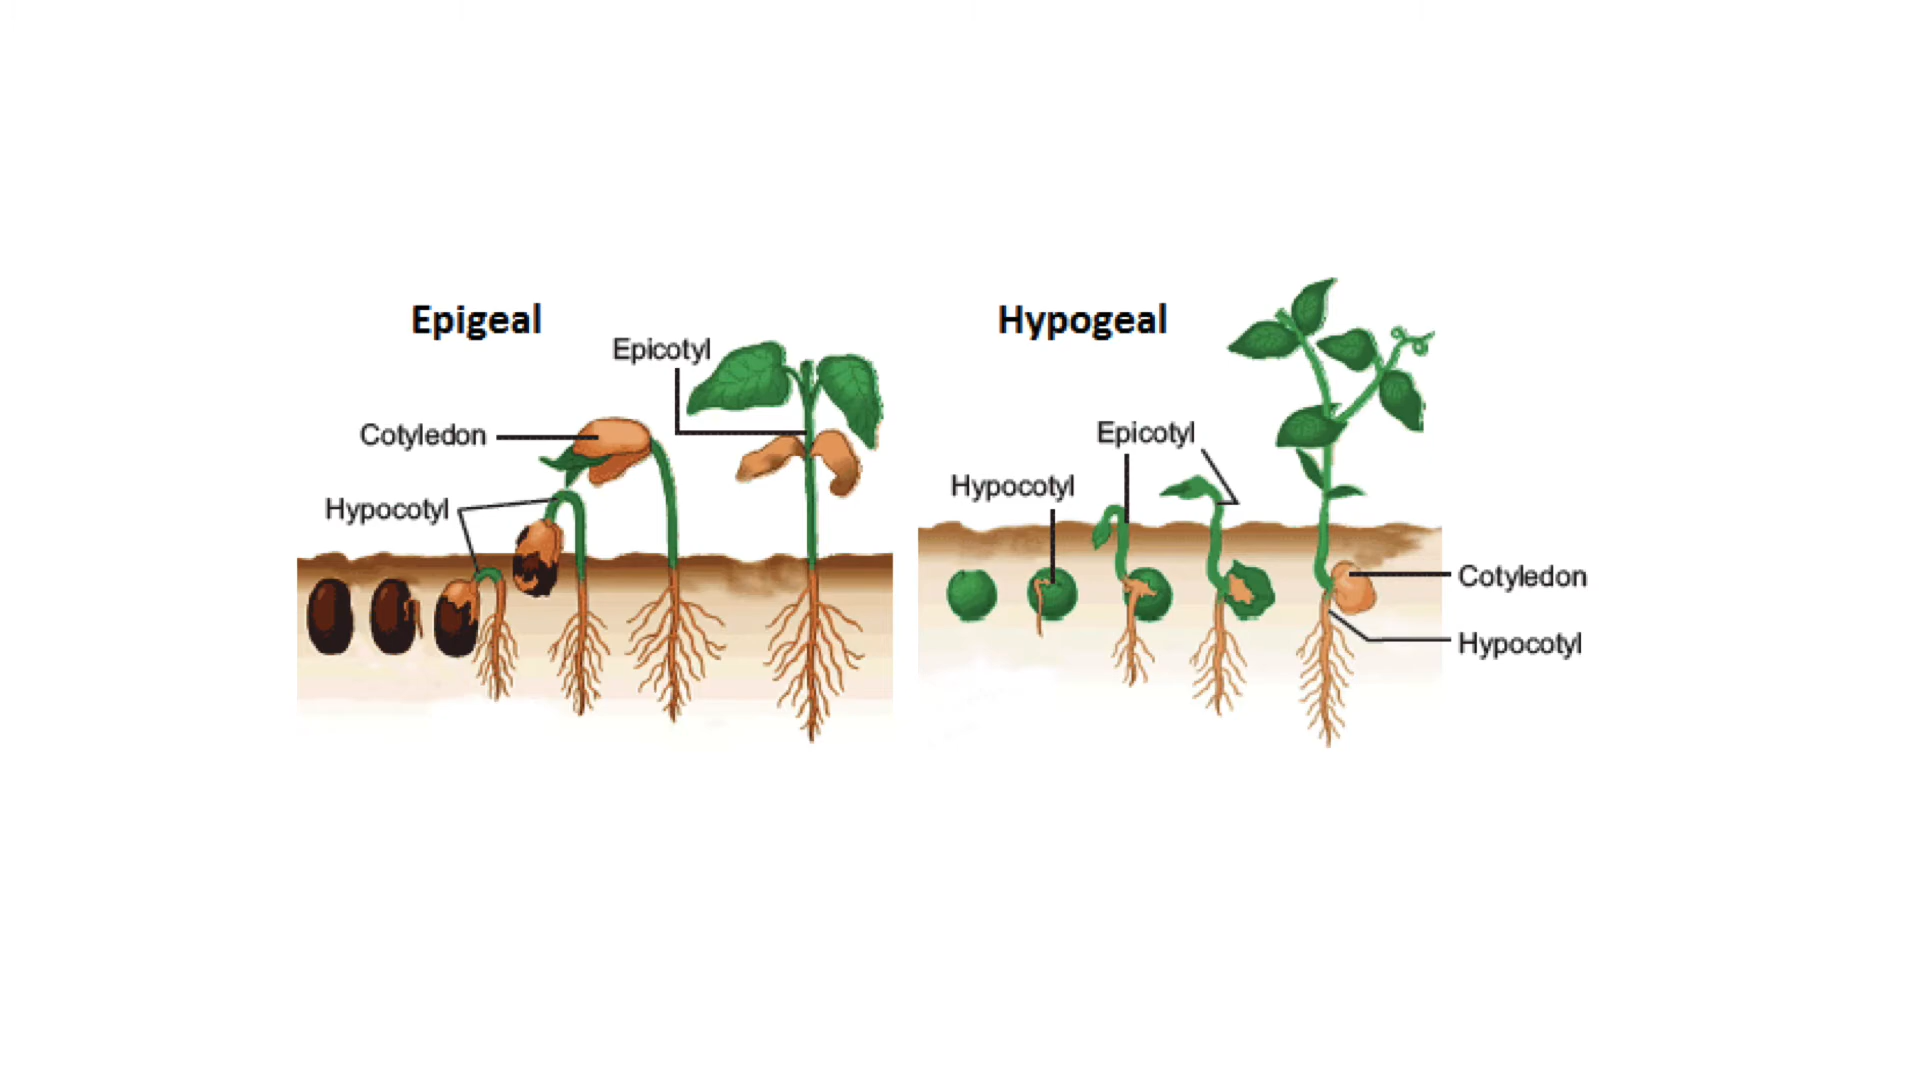 Epigeal
Epicotyl
Cotyledon
Hypocotyl
Hypogeal
Epicotyl
Hypocotyl
Cotyledon
Hypocotyl